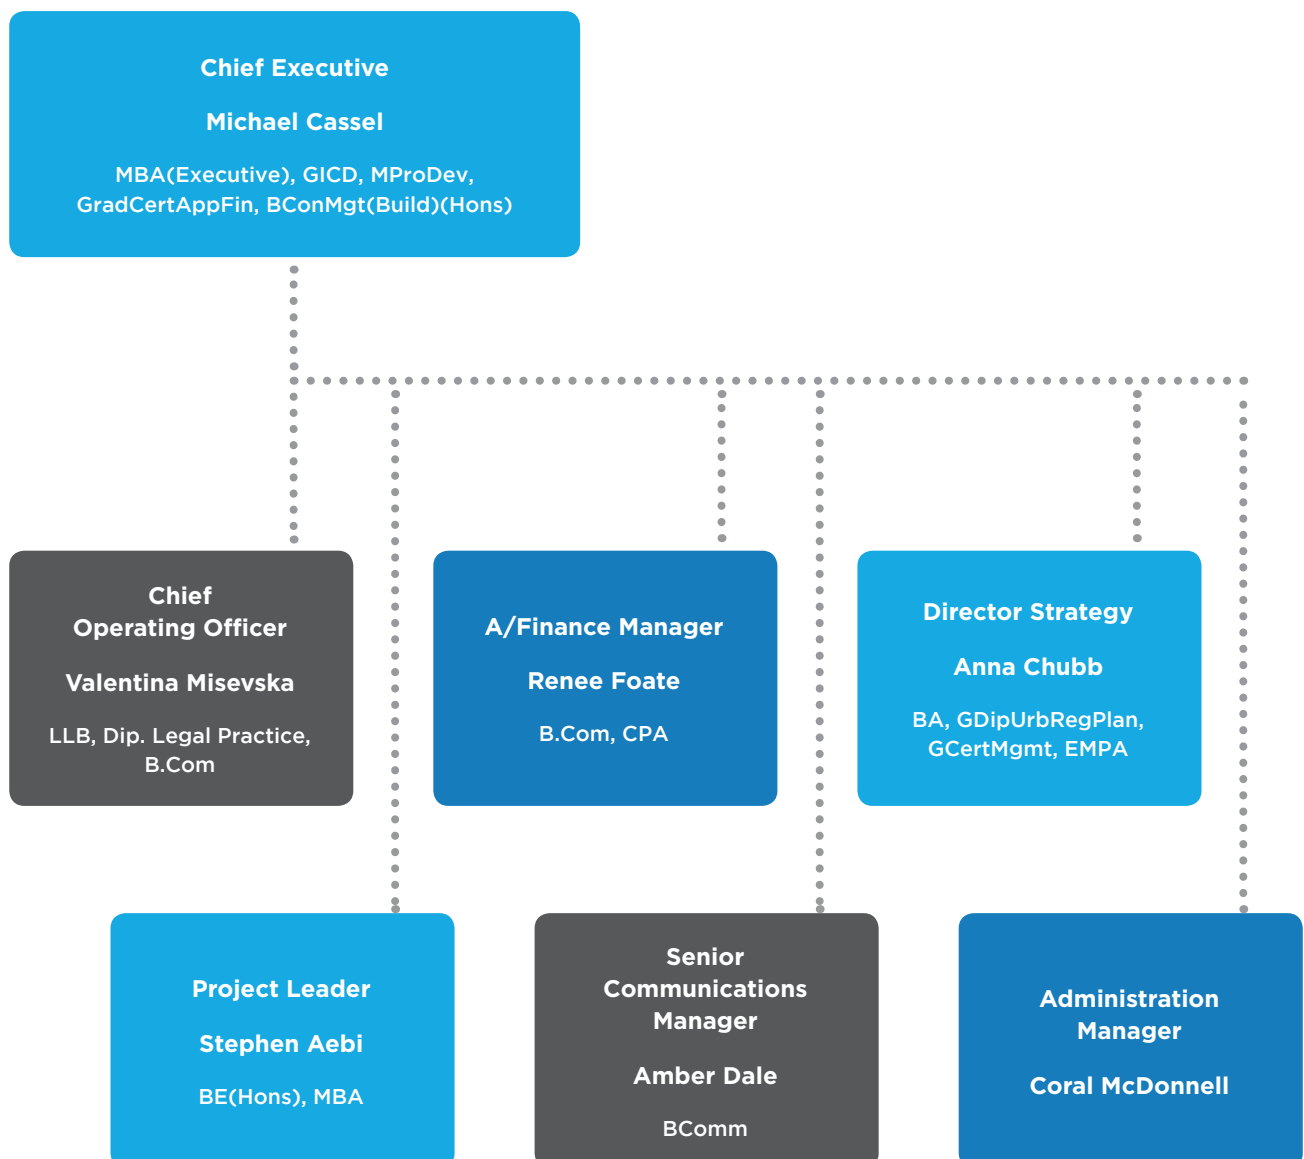 Chief Executive
Michael Cassel
MBA(Executive), GICD, MProDev,
GradCertAppFin, BConMgt(Build)(Hons)
Chief
Operating Officer
Valentina Misevska
LLB, Dip. Legal Practice,
B.Com
A/Finance Manager
Renee Foate
B.Com, CPA
Director Strategy
Anna Chubb
BA, GDipUrbRegPlan,
GCertMgmt, EMPA
Project Leader
Stephen Aebi
BE(Hons), MBA
Senior
Communications
Manager
Amber Dale
BComm
Administration
Manager
Coral McDonnell